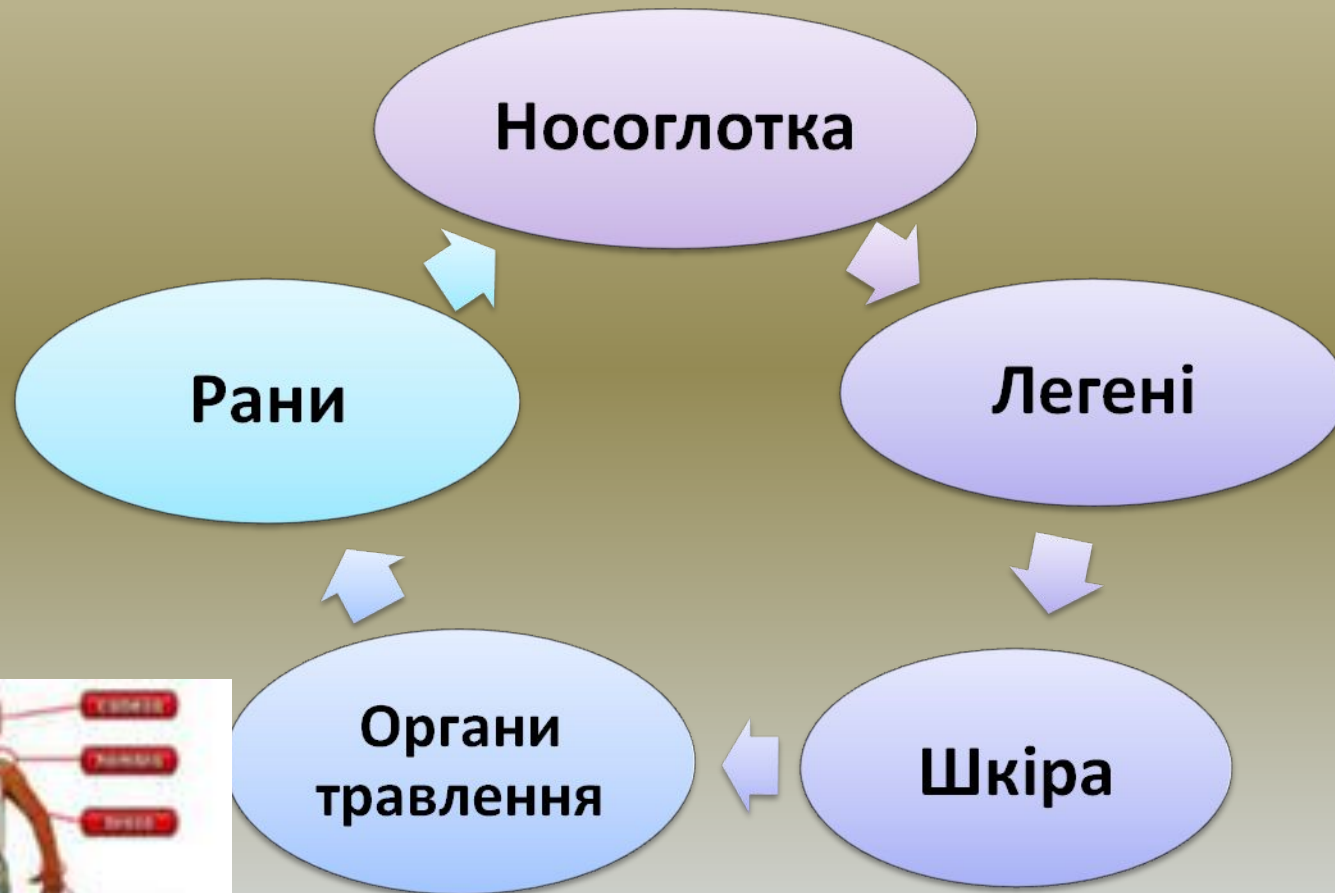 Носоглотка
Легені
Шкіра
Органи
травлення
Рани